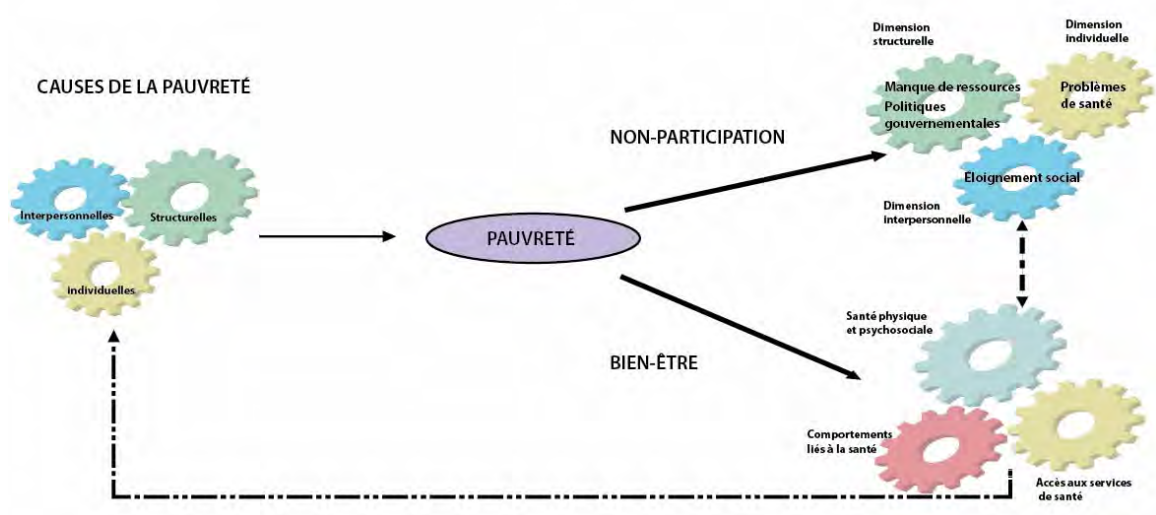 CAUSES DE LA PAUVRETÉ
Interpersonnelles
Structurelles
individuelles
PAUVRETÉ
NON-PARTICIPATION
BIEN-ÊTRE
Dimension
structurelle
Dimension
individuelle
Manque de ressources
Politiques
gouvernementales
Problèmes
de santé
Éloignement social
Dimension
interpersonnelle
Santé physique
et psychosociale
Comportements
liés à la santé
Accès aux services
de santé